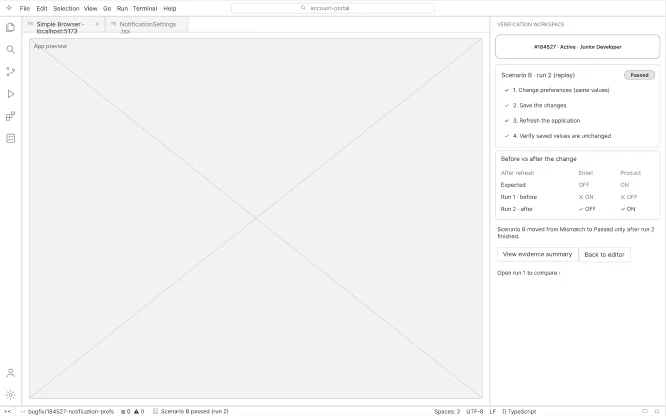 File Edit Selection View Go Run Terminal Help
account-portal
TS Simple Browser - localhost:5173
TS NotificationSettings.tsx
App preview
VERIFICATION WORKSPACE
#184527 · Active · Junior Developer
Scenario B · run 2 (replay) Passed
✓ 1. Change preferences (same values)
✓ 2. Save the changes
✓ 3. Refresh the application
✓ 4. Verify saved values are unchanged
Before vs after the change
After refresh Email Product
Expected OFF ON
Run 1 · before ✕ ON ✕ OFF
Run 2 · after ✓ OFF ✓ ON
Scenario B moved from Mismatch to Passed only after run 2
finished.
View evidence summary Back to editor
Open run 1 to compare ›
bugfix/184527-notification-prefs 0 0 Scenario B passed (run 2) Spaces: 2 UTF-8 LF {} TypeScript